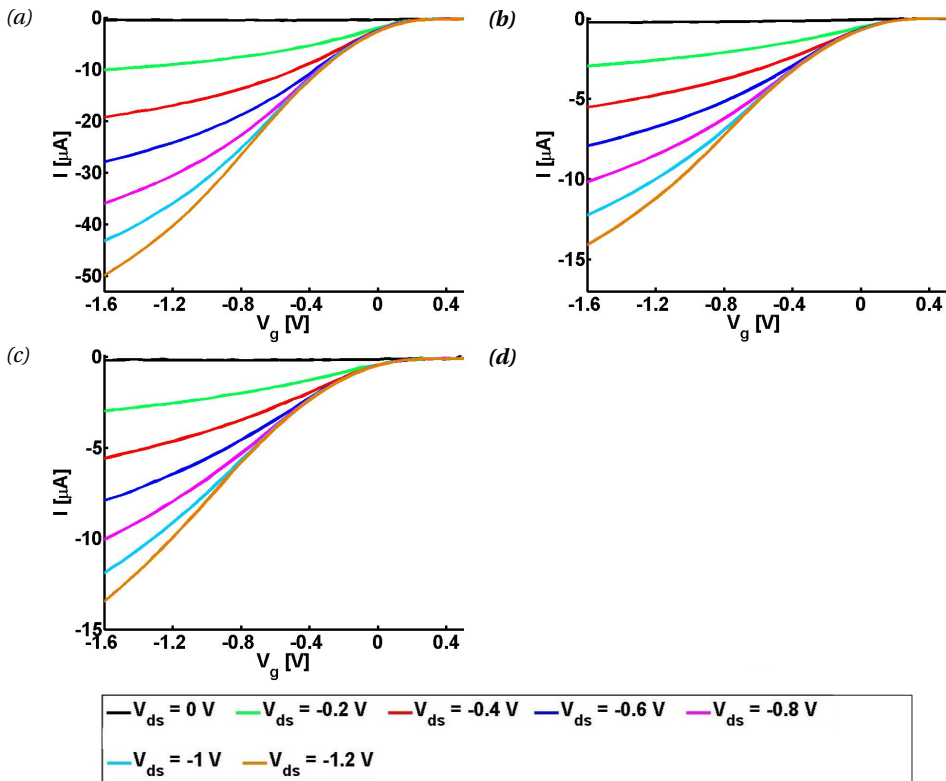 (a)
0
-10
-20
-30
-40
-50
I [µA]
-1.6 -1.2 -0.8 -0.4 0 0.4
V_g [V]
(b)
0
-5
-10
-15
I [µA]
-1.6 -1.2 -0.8 -0.4 0 0.4
V_g [V]
(c)
0
-5
-10
-15
I [µA]
-1.6 -1.2 -0.8 -0.4 0 0.4
V_g [V]
(d)
V_ds = 0 V V_ds = -0.2 V V_ds = -0.4 V V_ds = -0.6 V V_ds = -0.8 V
V_ds = -1 V V_ds = -1.2 V